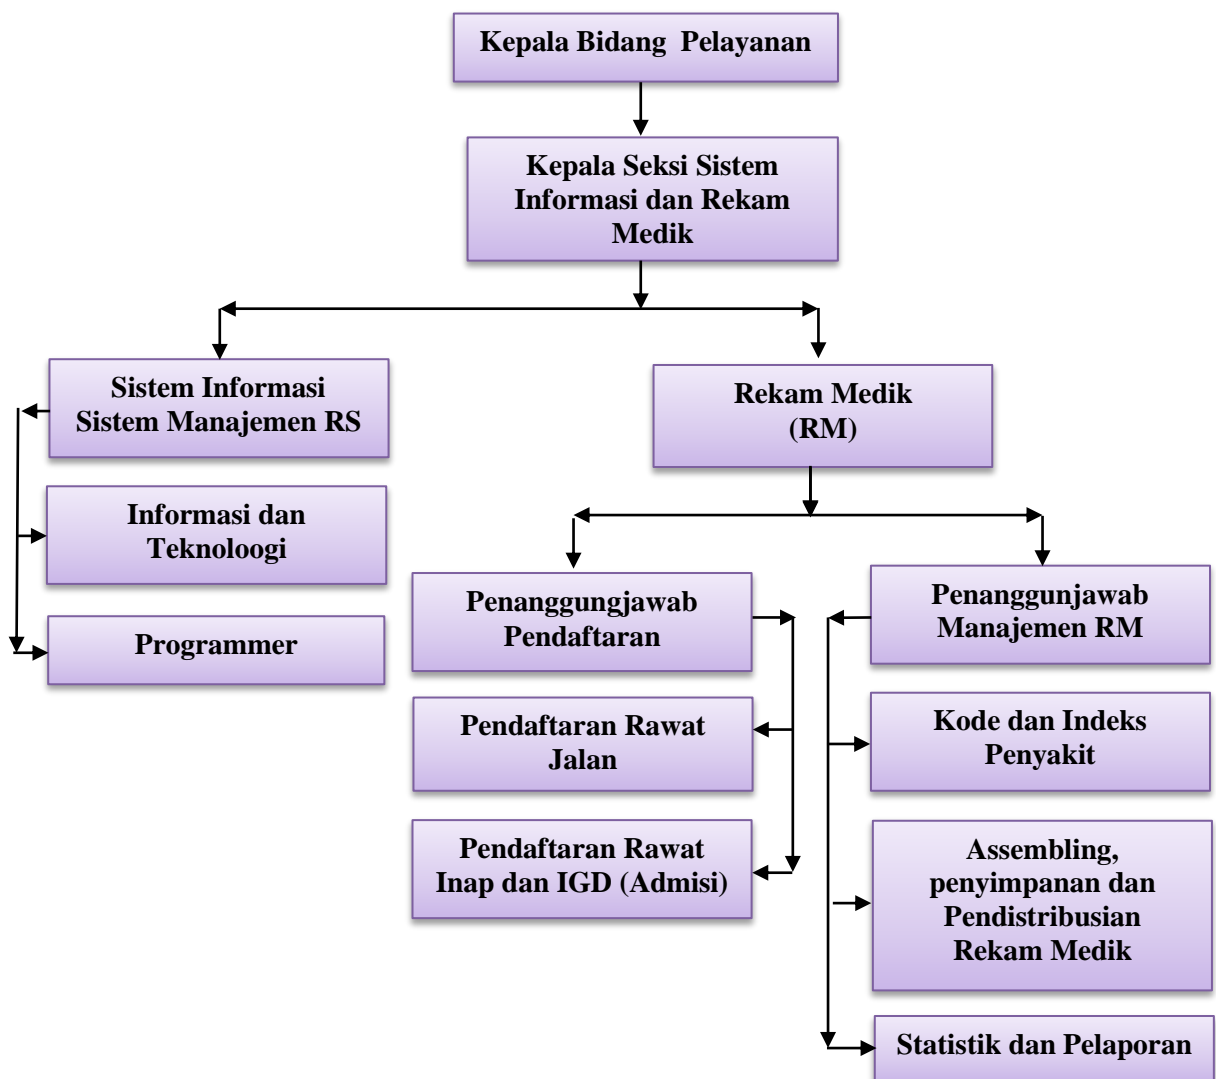 Kepala Bidang Pelayanan
Kepala Seksi Sistem
Informasi dan Rekam
Medik
Sistem Informasi
Sistem Manajemen RS
Informasi dan
Teknoloogi
Programmer
Rekam Medik
(RM)
Penanggungjawab
Pendaftaran
Pendaftaran Rawat
Jalan
Pendaftaran Rawat
Inap dan IGD (Admisi)
Penanggunjawab
Manajemen RM
Kode dan Indeks
Penyakit
Assembling,
penyimpanan dan
Pendistribusian
Rekam Medik
Statistik dan Pelaporan